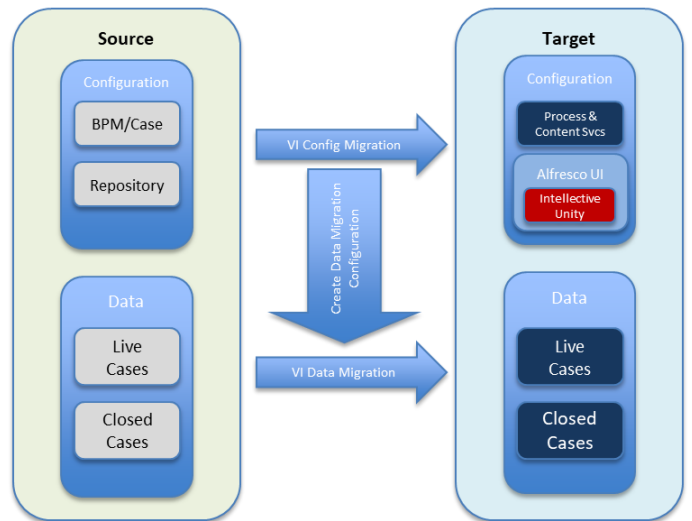 Source
Configuration
BPM/Case
Repository
Data
Live
Cases
Closed
Cases
VI Config Migration
Create Data Migration
Configuration
VI Data Migration
Target
Configuration
Process &
Content Svcs
Alfresco UI
Intellective
Unity
Data
Live
Cases
Closed
Cases